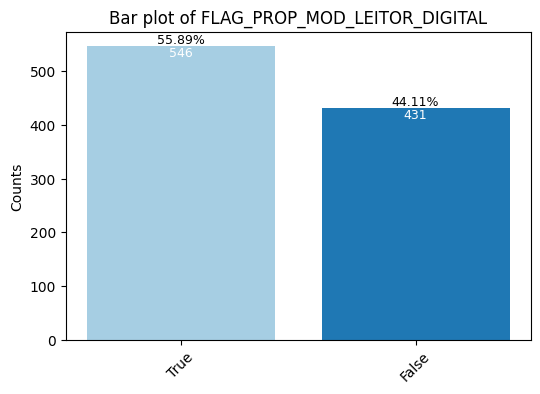 Bar plot of FLAG_PROP_MOD_LEITOR_DIGITAL
Counts
500
400
300
200
100
0
55.89%
546
44.11%
431
True
False